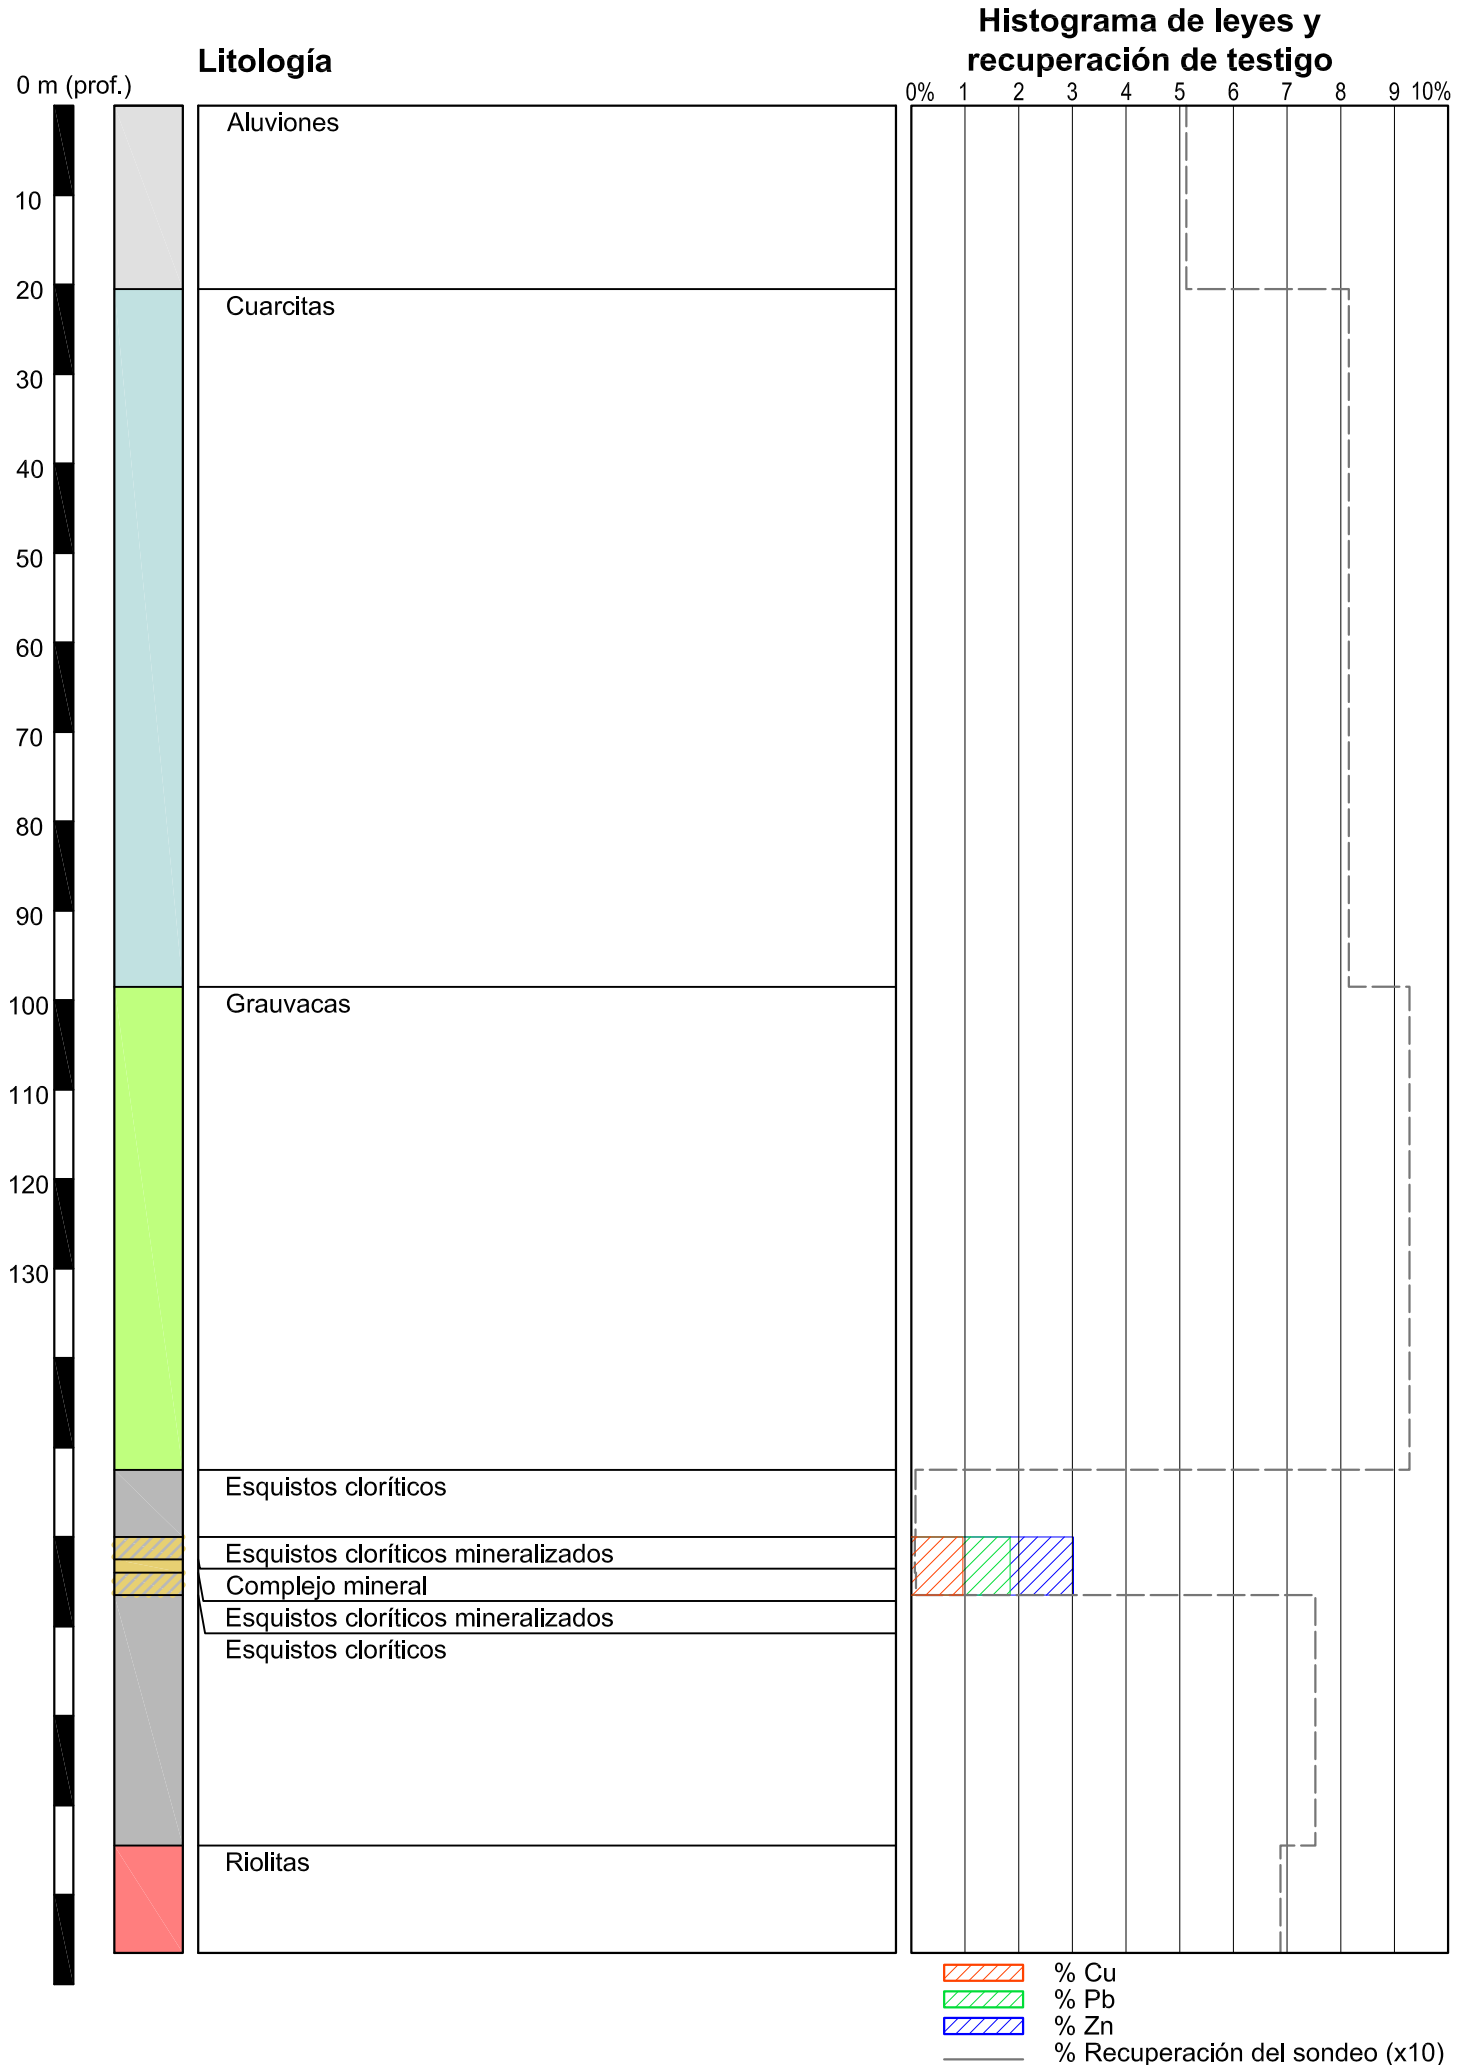 Histograma de leyes y
recuperación de testigo
Litología
0 m (prof.)
0% 1 2 3 4 5 6 7 8 9 10%
Aluviones
10
20
Cuarcitas
30
40
50
60
70
80
90
100
Grauvacas
110
120
130
Esquistos cloríticos
Esquistos cloríticos mineralizados
Complejo mineral
Esquistos cloríticos mineralizados
Esquistos cloríticos
Riolitas
% Cu
% Pb
% Zn
% Recuperación del sondeo (x10)